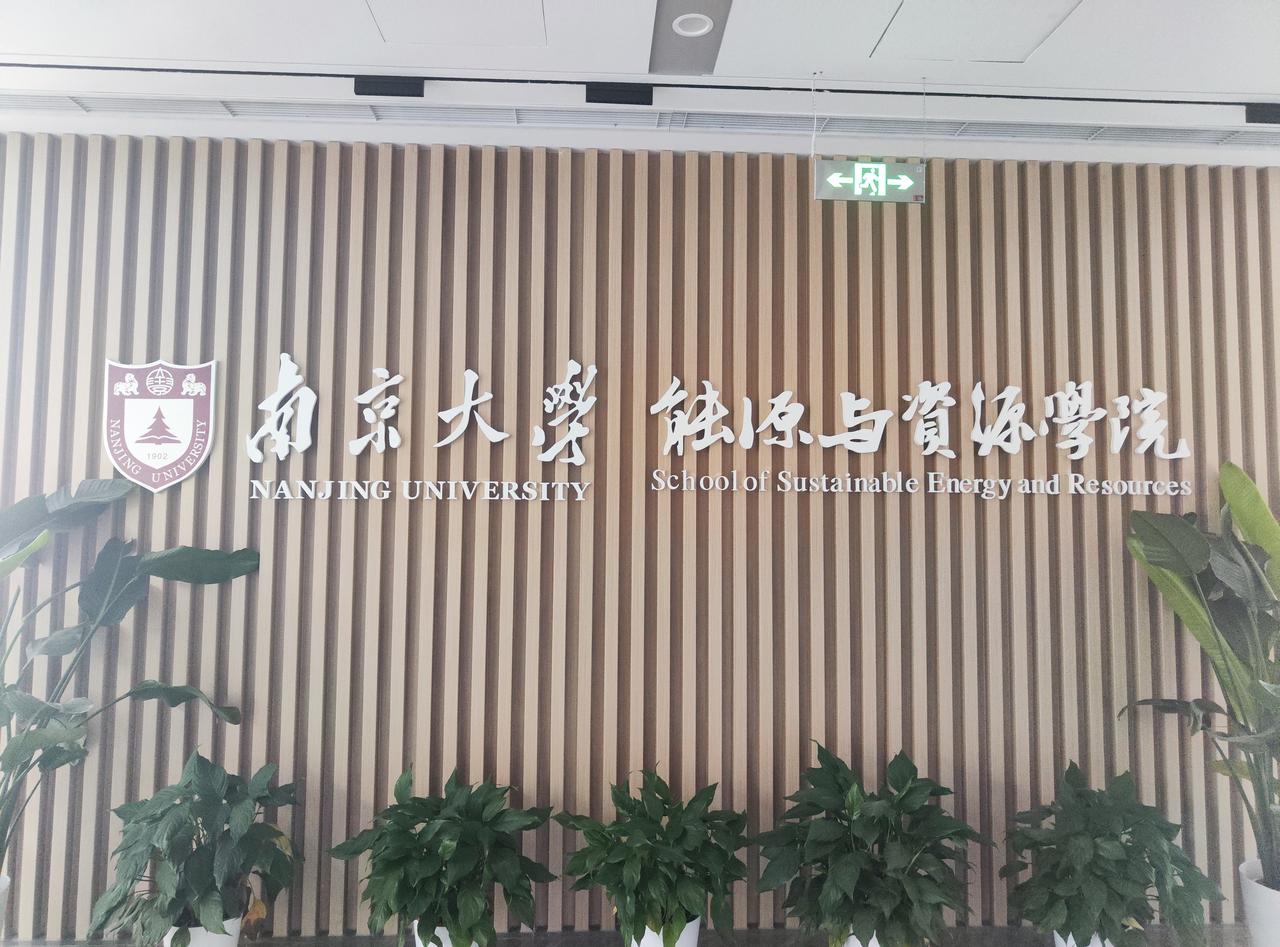 南京大學
NANJING UNIVERSITY
能源与資源學院
School of Sustainable Energy and Resources
NANJING UNIVERSITY
1902